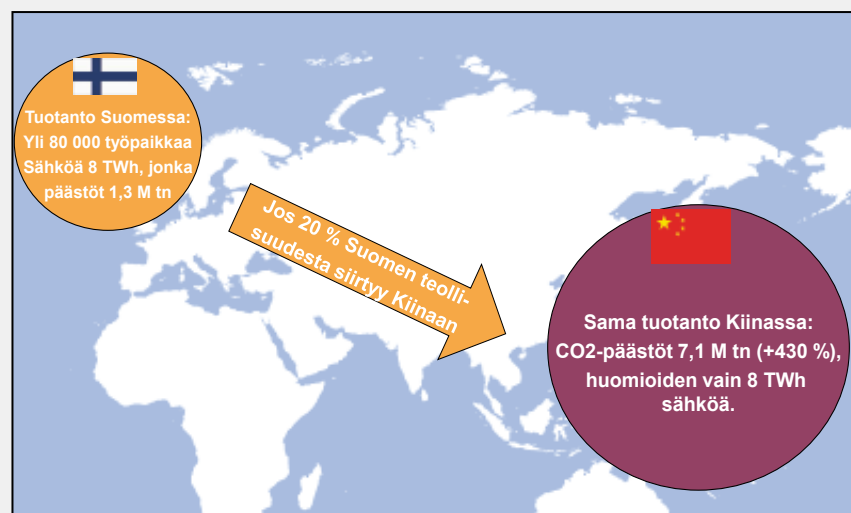 Tuotanto Suomessa:
Yli 80 000 työpaikkaa
Sähköä 8 TWh, jonka
päästöt 1,3 M tn
Jos 20 % Suomen teolli-
suudesta siirtyy Kiinaan
Sama tuotanto Kiinassa:
CO2-päästöt 7,1 M tn (+430 %),
huomioiden vain 8 TWh
sähköä.